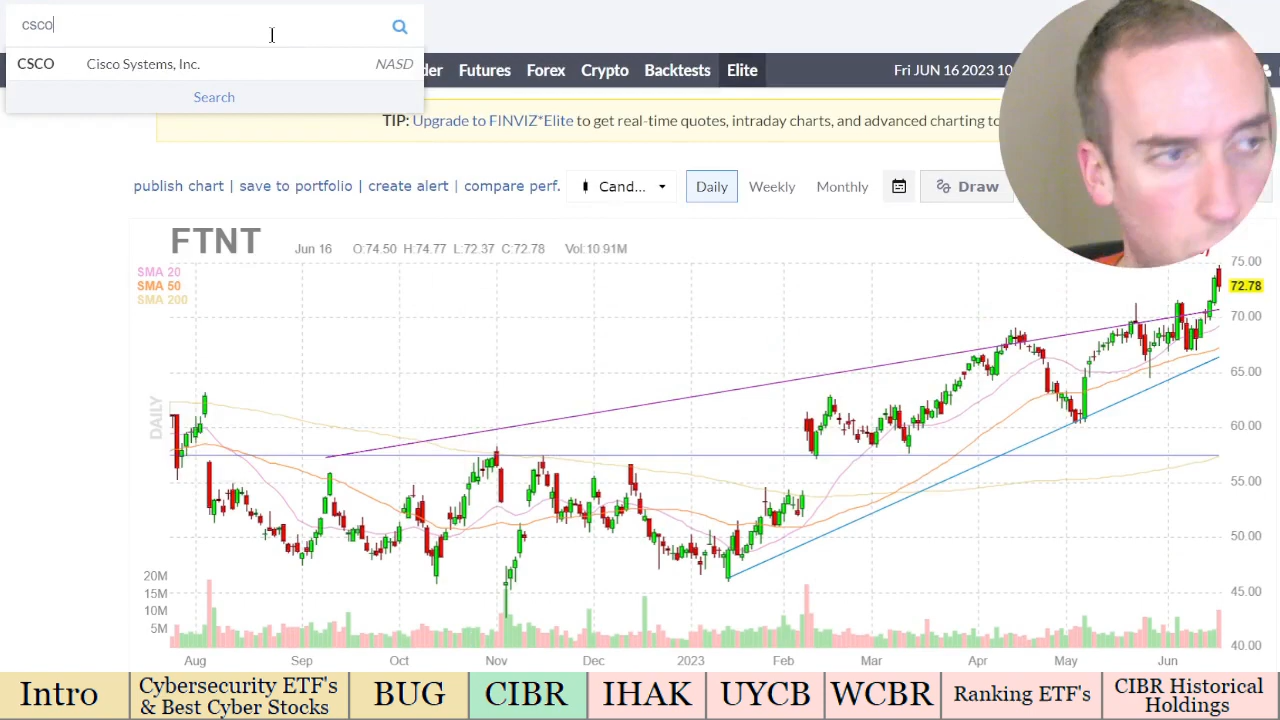 csco
CSCO Cisco Systems, Inc. NASD
Search
Futures Forex Crypto Backtests Elite Fri JUN 16 2023
TIP: Upgrade to FINVIZ*Elite to get real-time quotes, intraday charts, and advanced charting
publish chart | save to portfolio | create alert | compare perf. Cand... Daily Weekly Monthly Draw
FTNT Jun 16 O:74.50 H:74.77 L:72.37 C:72.78 Vol:10.91M
SMA 20
SMA 50
SMA 200
75.00
72.78
70.00
65.00
60.00
55.00
50.00
45.00
40.00
DAILY
20M
15M
10M
5M
Aug Sep Oct Nov Dec 2023 Feb Mar Apr May Jun
Intro
Cybersecurity ETF's
& Best Cyber Stocks
BUG
CIBR
IHAK
UYCB
WCBR
Ranking ETF's
CIBR Historical
Holdings